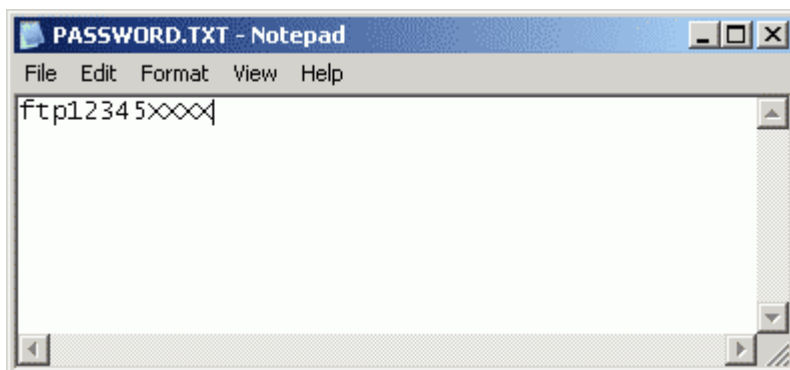 PASSWORD.TXT - Notepad
File Edit Format View Help
ftp12345xxxx